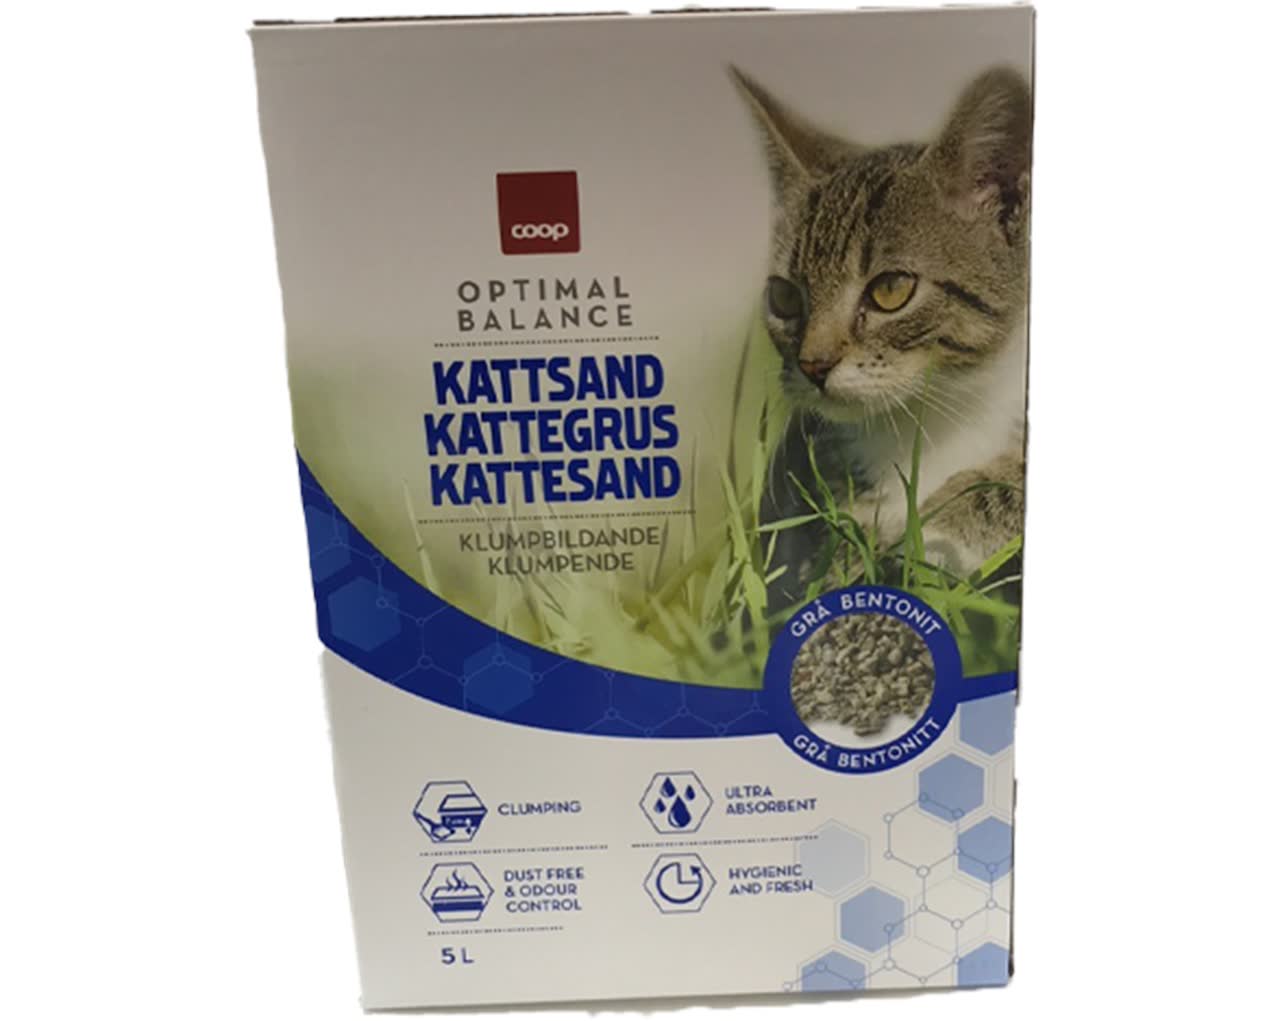 coop
OPTIMAL
BALANCE
KATTSAND
KATTEGRUS
KATTESAND
KLUMPBILDANDE
KLUMPENDE
GRÅ BENTONIT
GRÅ BENTONITT
CLUMPING
ULTRA
ABSORBENT
DUST FREE
& ODOUR
CONTROL
HYGIENIC
AND FRESH
5 L